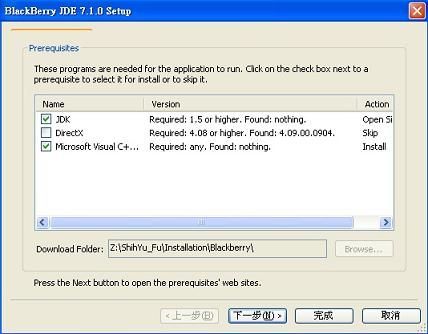 BlackBerry JDE 7.1.0 Setup
Prerequisites
These programs are needed for the application to run. Click on the check box next to a
prerequisite to select it for install or to skip it.
Name Version Action
JDK Required: 1.5 or higher. Found: nothing. Open Si
DirectX Required: 4.08 or higher. Found: 4.09.00.0904. Skip
Microsoft Visual C+... Required: any. Found: nothing. Install
Download Folder: Z:\ShihYu_Fu\Installation\Blackberry\ Browse...
Press the Next button to open the prerequisites' web sites.
<上一步(B) 下一步(N)> 完成 取消